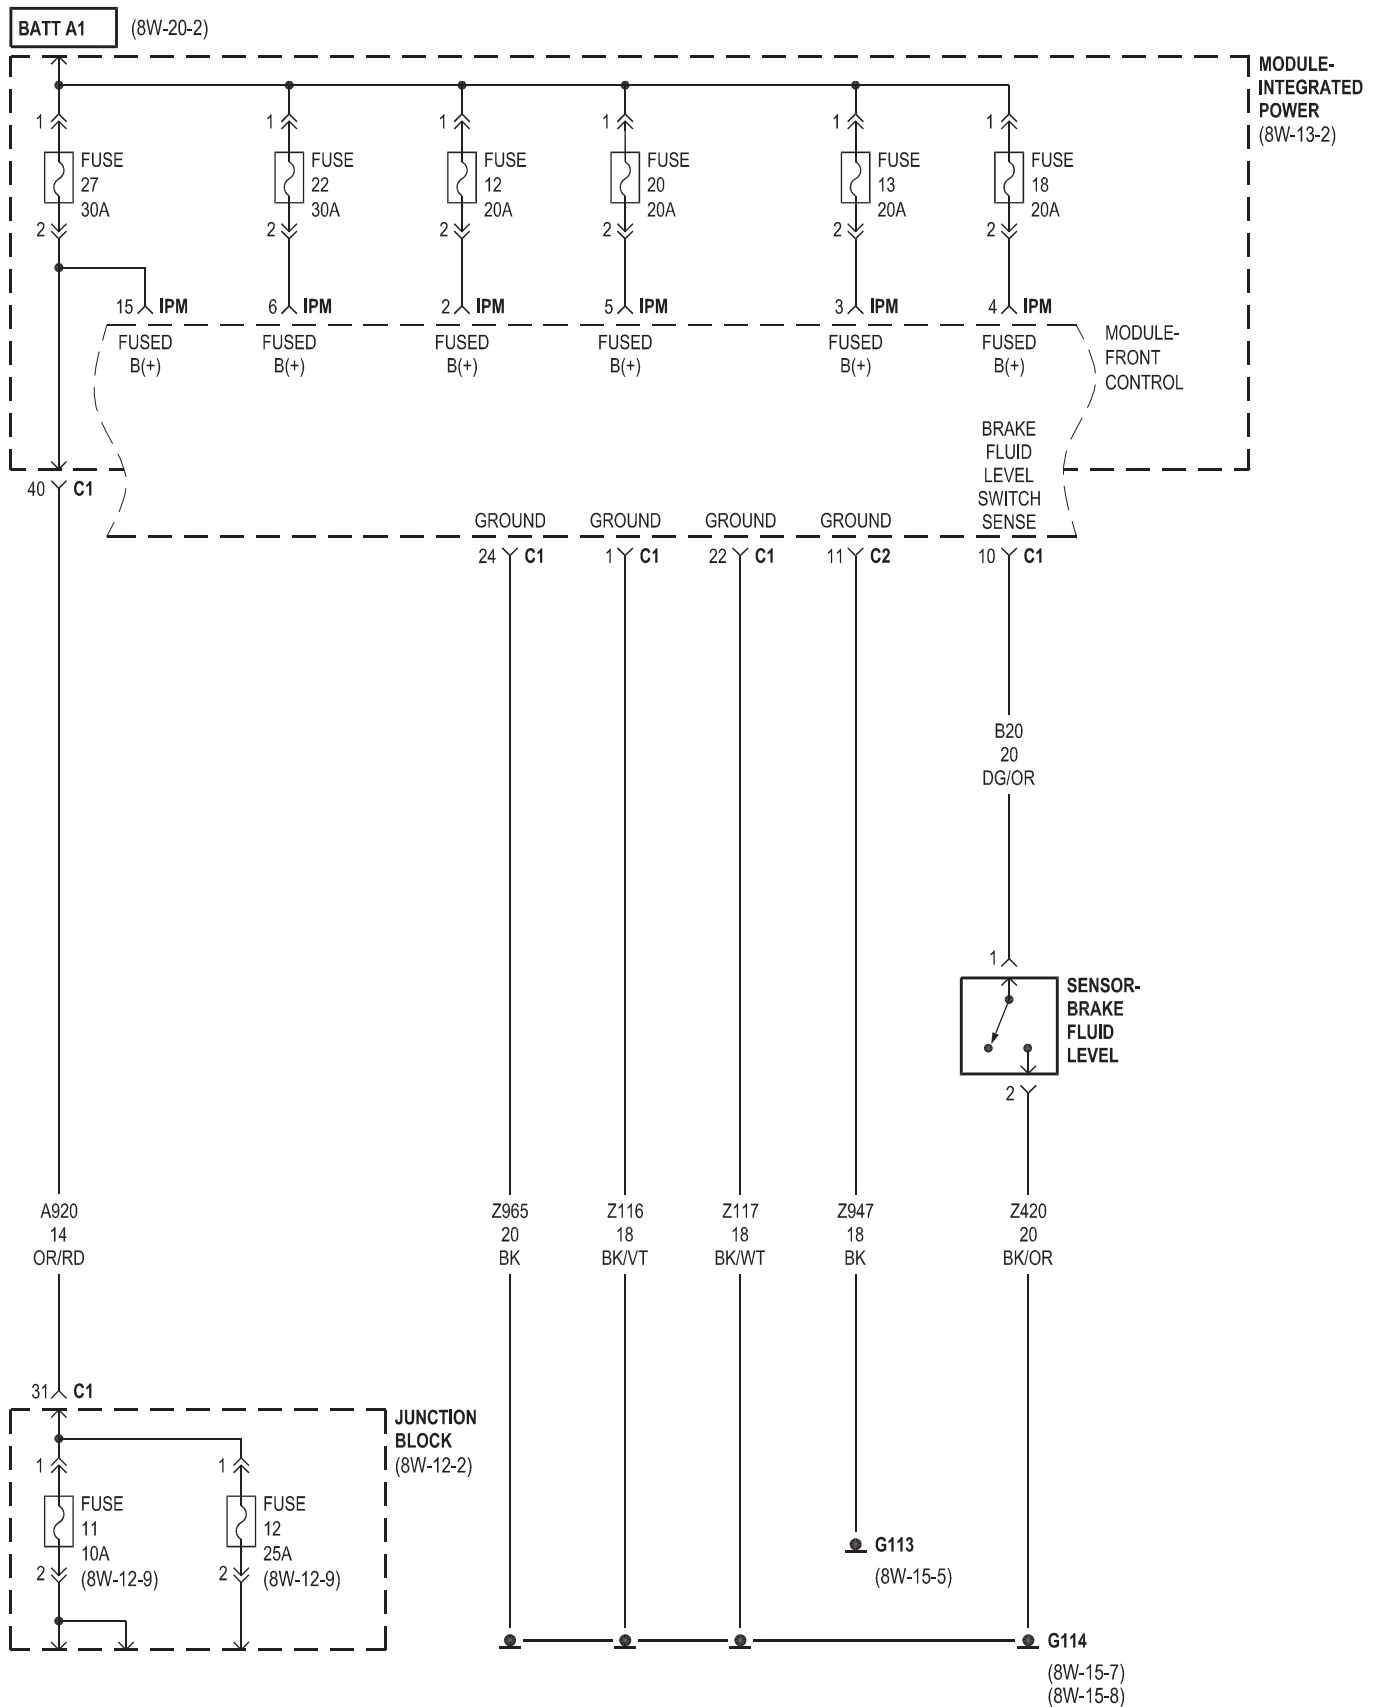 BATT A1 (8W-20-2)
MODULE-
INTEGRATED
POWER
(8W-13-2)
1 1 1 1 1 1
FUSE FUSE FUSE FUSE FUSE FUSE
27 22 12 20 13 18
30A 30A 20A 20A 20A 20A
2 2 2 2 2 2
15 IPM 6 IPM 2 IPM 5 IPM 3 IPM 4 IPM
FUSED FUSED FUSED FUSED FUSED FUSED
B(+) B(+) B(+) B(+) B(+) B(+)
MODULE-
FRONT
CONTROL
BRAKE
FLUID
LEVEL
SWITCH
SENSE
40 C1
GROUND GROUND GROUND GROUND
24 C1 1 C1 22 C1 11 C2 10 C1
B20
20
DG/OR
1
SENSOR-
BRAKE
FLUID
LEVEL
2
A920 Z965 Z116 Z117 Z947 Z420
14 20 18 18 18 20
OR/RD BK BK/VT BK/WT BK BK/OR
31 C1
JUNCTION
BLOCK
(8W-12-2)
1 1
FUSE FUSE
11 12
10A 25A
2 (8W-12-9) 2 (8W-12-9)
G113
(8W-15-5)
G114
(8W-15-7)
(8W-15-8)